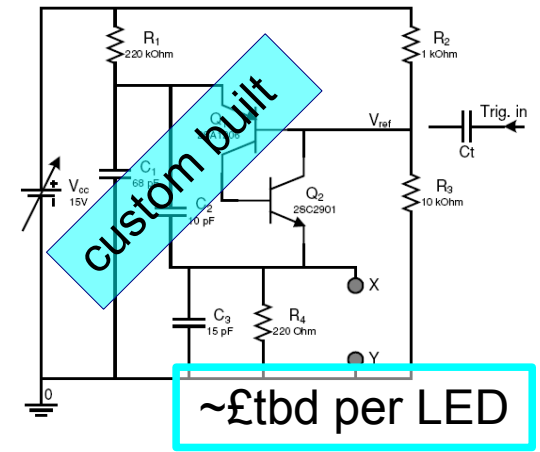 R1
220 kOhm
R2
1 kOhm
Q
Vref
Trig. in
Ct
C1
68 pF
Vcc
15V
+
custom built
C2
10 pF
Q2
2SC2901
R3
10 kOhm
X
C3
15 pF
R4
220 Ohm
Y
0
~£tbd per LED